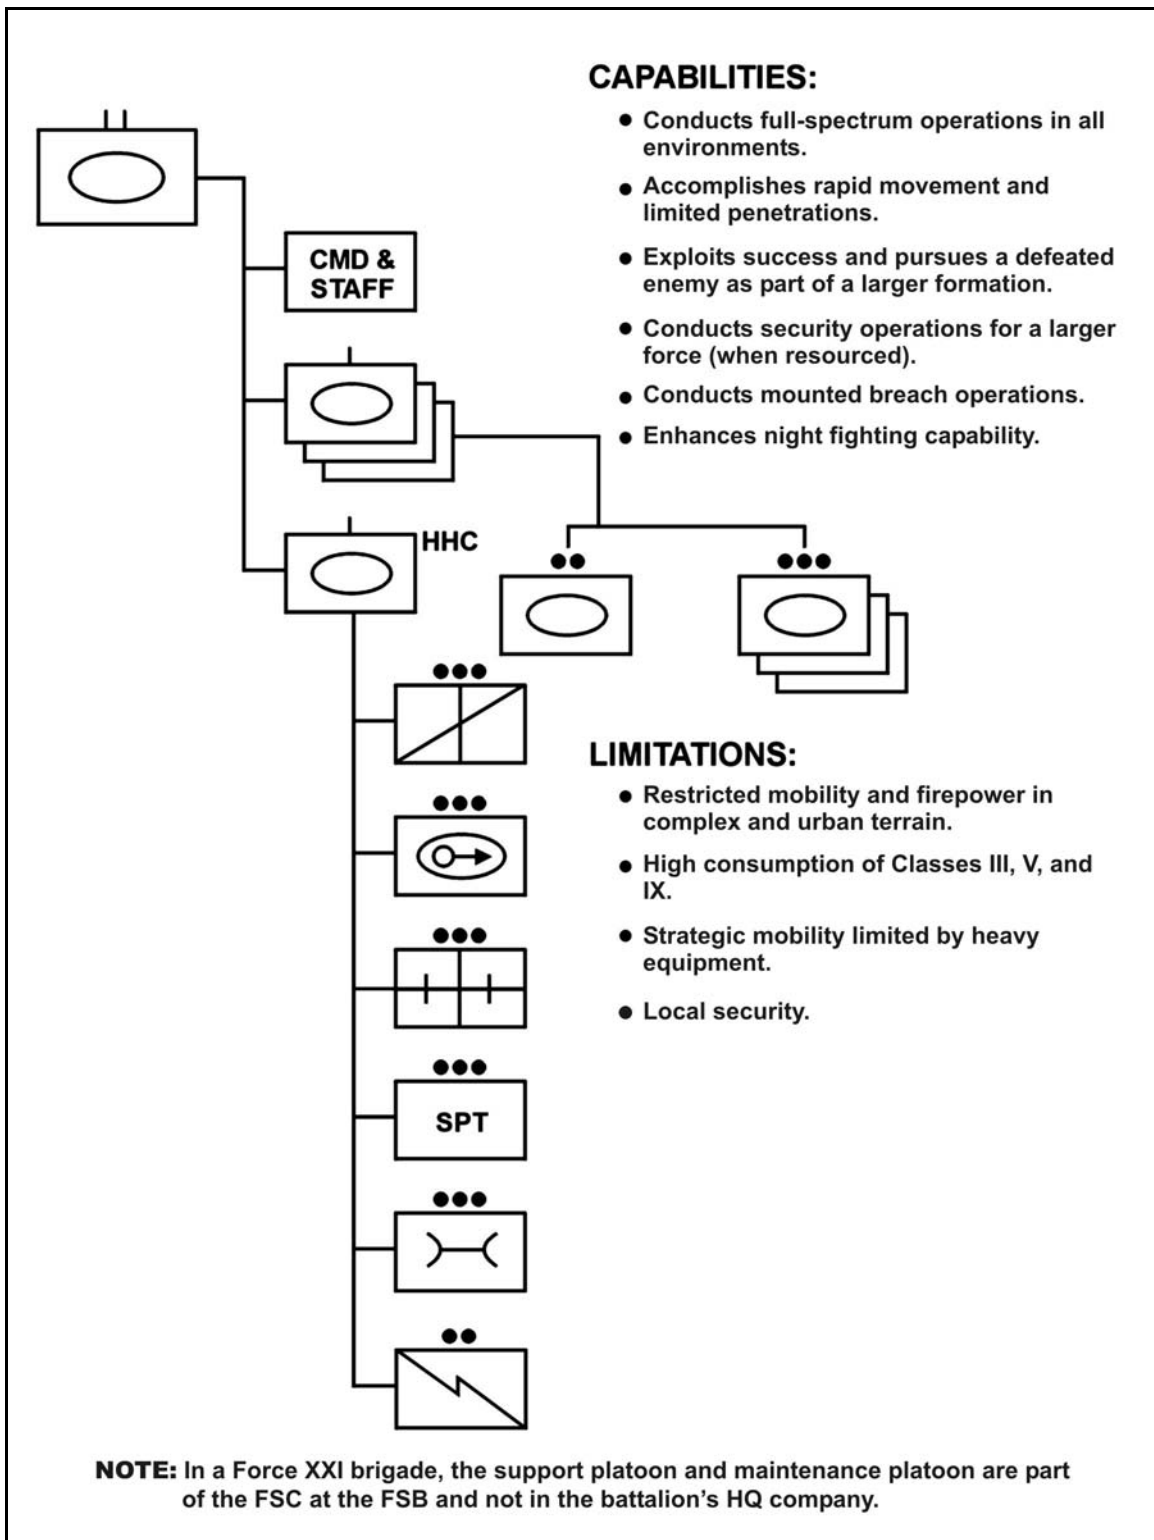 CAPABILITIES:
● Conducts full-spectrum operations in all
environments.
● Accomplishes rapid movement and
limited penetrations.
● Exploits success and pursues a defeated
enemy as part of a larger formation.
● Conducts security operations for a larger
force (when resourced).
● Conducts mounted breach operations.
● Enhances night fighting capability.
CMD &
STAFF
HHC
LIMITATIONS:
● Restricted mobility and firepower in
complex and urban terrain.
● High consumption of Classes III, V, and
IX.
● Strategic mobility limited by heavy
equipment.
● Local security.
SPT
NOTE: In a Force XXI brigade, the support platoon and maintenance platoon are part
of the FSC at the FSB and not in the battalion's HQ company.